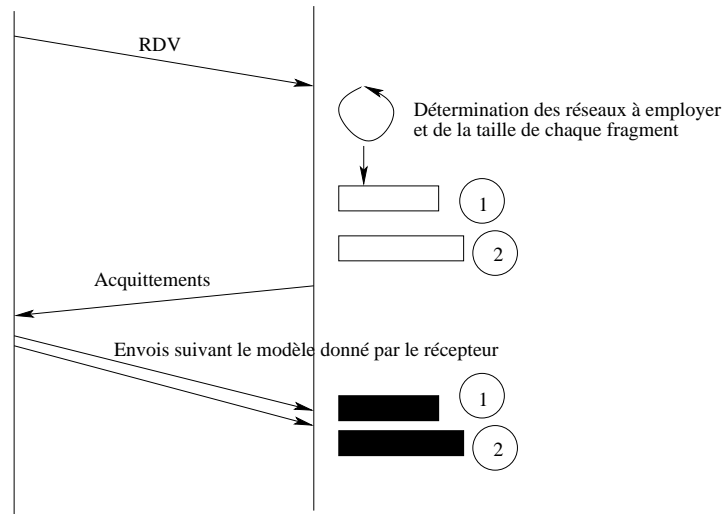 RDV
Détermination des réseaux à employer
et de la taille de chaque fragment
1
2
Acquittements
Envois suivant le modèle donné par le récepteur
1
2